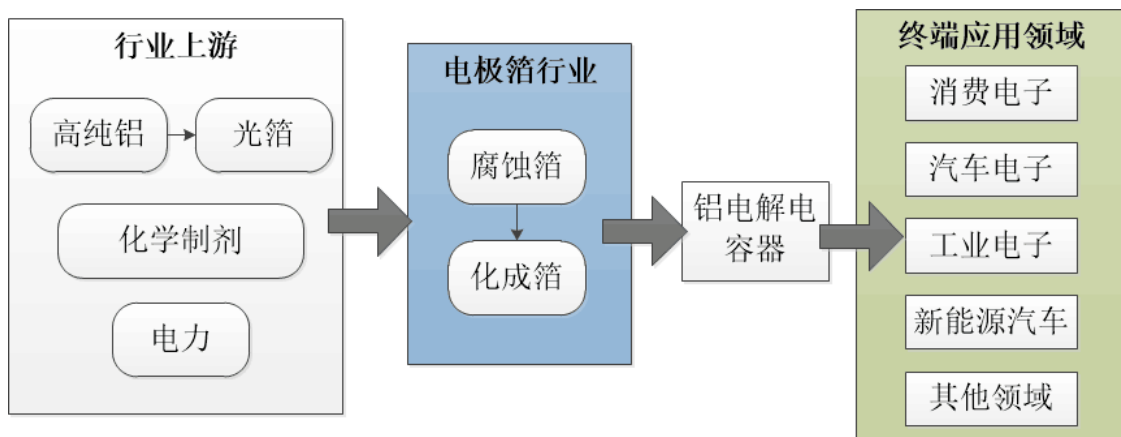 行业上游
高纯铝
光箔
化学制剂
电力
电极箔行业
腐蚀箔
化成箔
铝电解电
容器
终端应用领域
消费电子
汽车电子
工业电子
新能源汽车
其他领域